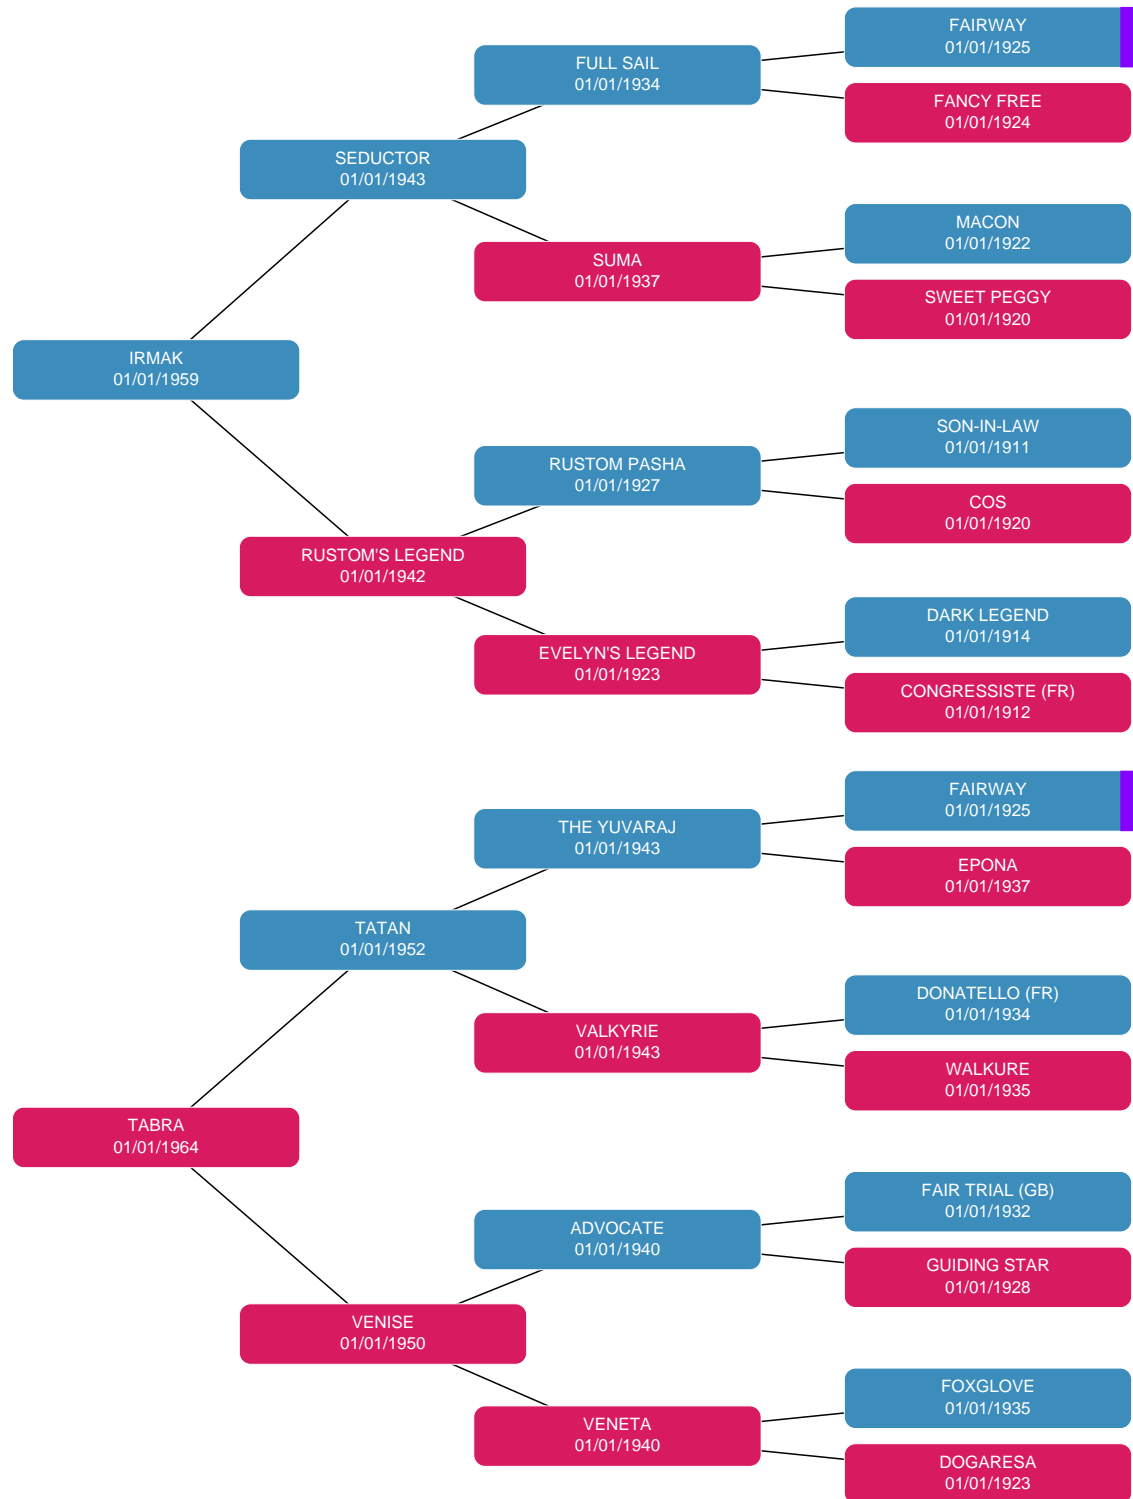 FAIRWAY
01/01/1925
FULL SAIL
01/01/1934
FANCY FREE
01/01/1924
SEDUCTOR
01/01/1943
MACON
01/01/1922
SUMA
01/01/1937
SWEET PEGGY
01/01/1920
IRMAK
01/01/1959
SON-IN-LAW
01/01/1911
RUSTOM PASHA
01/01/1927
COS
01/01/1920
RUSTOM'S LEGEND
01/01/1942
DARK LEGEND
01/01/1914
EVELYN'S LEGEND
01/01/1923
CONGRESSISTE (FR)
01/01/1912
FAIRWAY
01/01/1925
THE YUVARAJ
01/01/1943
EPONA
01/01/1937
TATAN
01/01/1952
DONATELLO (FR)
01/01/1934
VALKYRIE
01/01/1943
WALKURE
01/01/1935
TABRA
01/01/1964
FAIR TRIAL (GB)
01/01/1932
ADVOCATE
01/01/1940
GUIDING STAR
01/01/1928
VENISE
01/01/1950
FOXGLOVE
01/01/1935
VENETA
01/01/1940
DOGARESA
01/01/1923